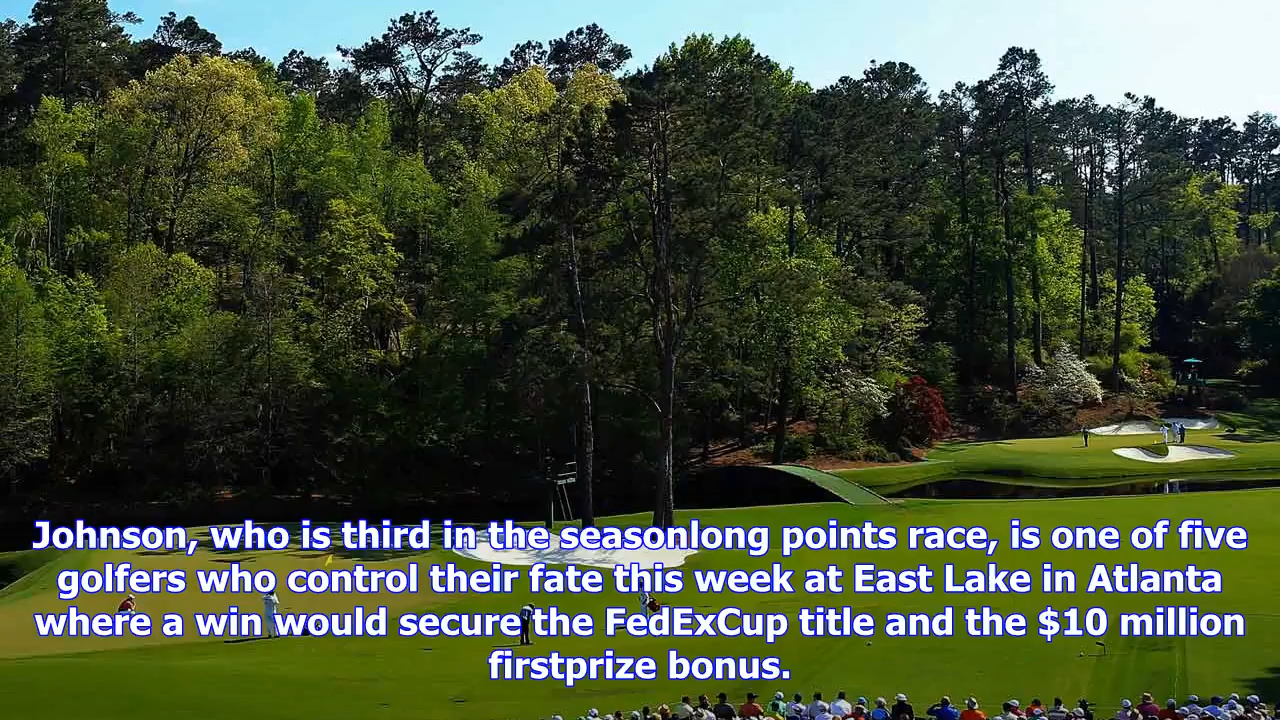 Johnson, who is third in the seasonlong points race, is one of five
golfers who control their fate this week at East Lake in Atlanta
where a win would secure the FedExCup title and the $10 million
firstprize bonus.